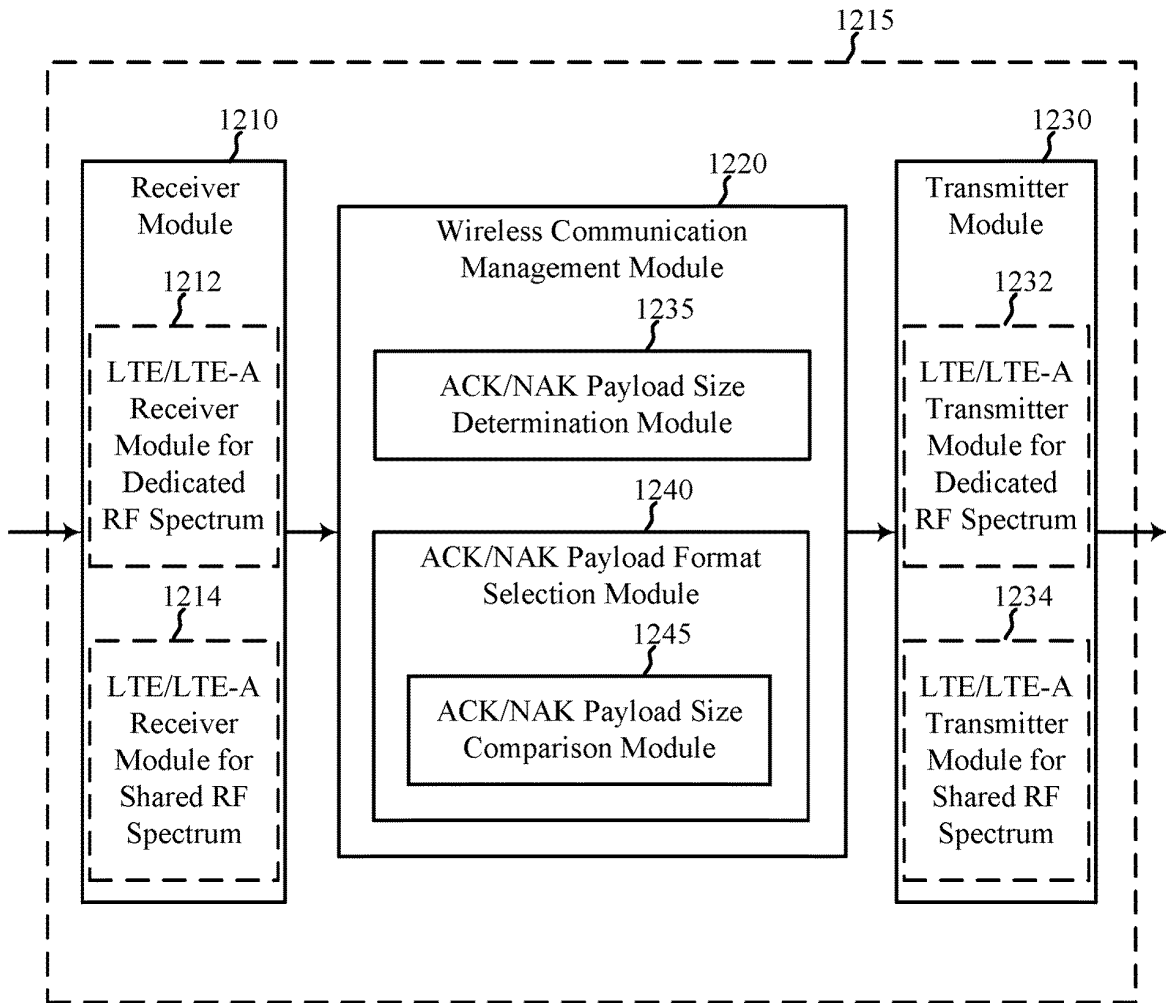 1215
1210
Receiver
Module
1212
LTE/LTE-A
Receiver
Module for
Dedicated
RF Spectrum
1214
LTE/LTE-A
Receiver
Module for
Shared RF
Spectrum
1220
Wireless Communication
Management Module
1235
ACK/NAK Payload Size
Determination Module
1240
ACK/NAK Payload Format
Selection Module
1245
ACK/NAK Payload Size
Comparison Module
1230
Transmitter
Module
1232
LTE/LTE-A
Transmitter
Module for
Dedicated
RF Spectrum
1234
LTE/LTE-A
Transmitter
Module for
Shared RF
Spectrum